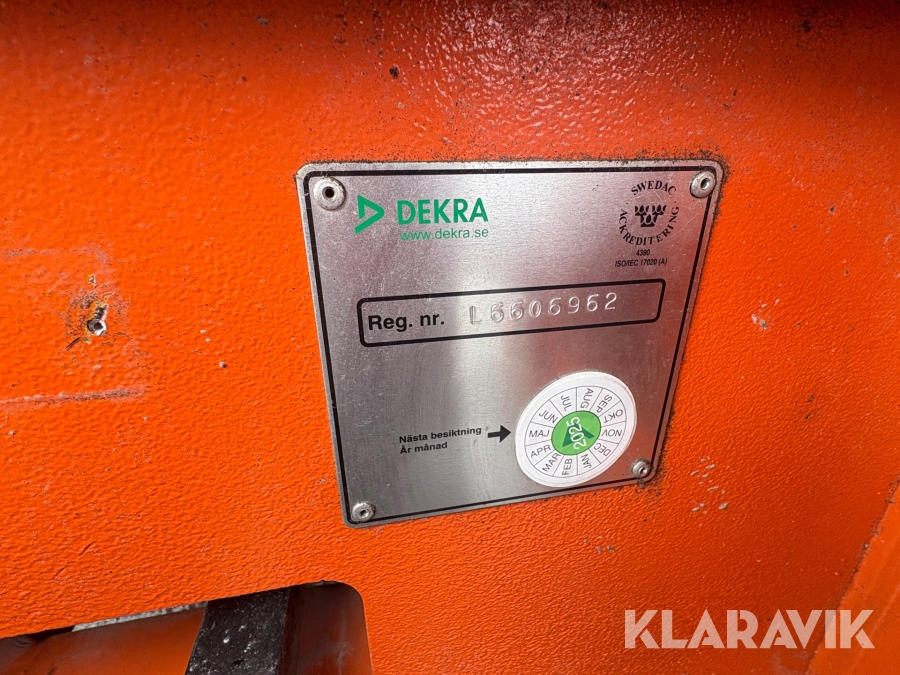 DEKRA
www.dekra.se
SWEDAC
ACKREDITERING
4390
ISO/IEC 17020 (A)
Reg. nr. L6606962
Nästa besiktning
År månad
2025
JAN
FEB
MAR
APR
MAJ
JUN
JUL
AUG
SEP
OKT
NOV
DEC
KLARAVIK